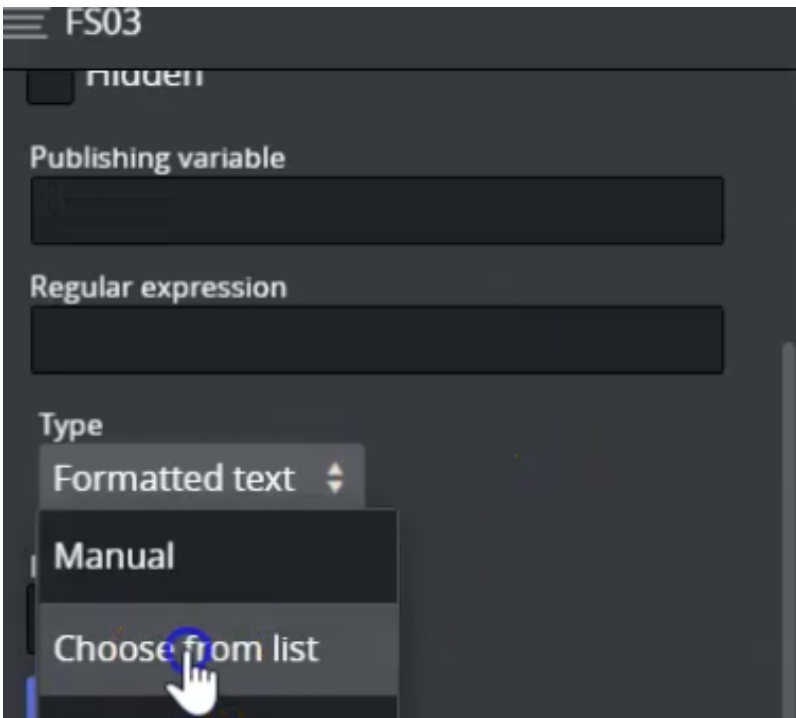 FS03
Hidden
Publishing variable
Regular expression
Type
Formatted text
Manual
Choose from list